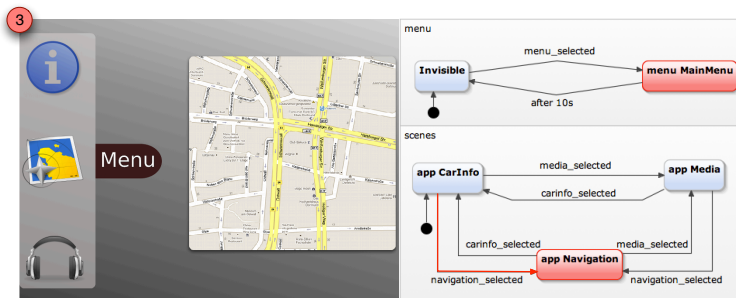 3
i
Menu
menu
menu_selected
Invisible
menu MainMenu
after 10s
scenes
app CarInfo
media_selected
app Media
carinfo_selected
carinfo_selected
media_selected
app Navigation
navigation_selected
navigation_selected